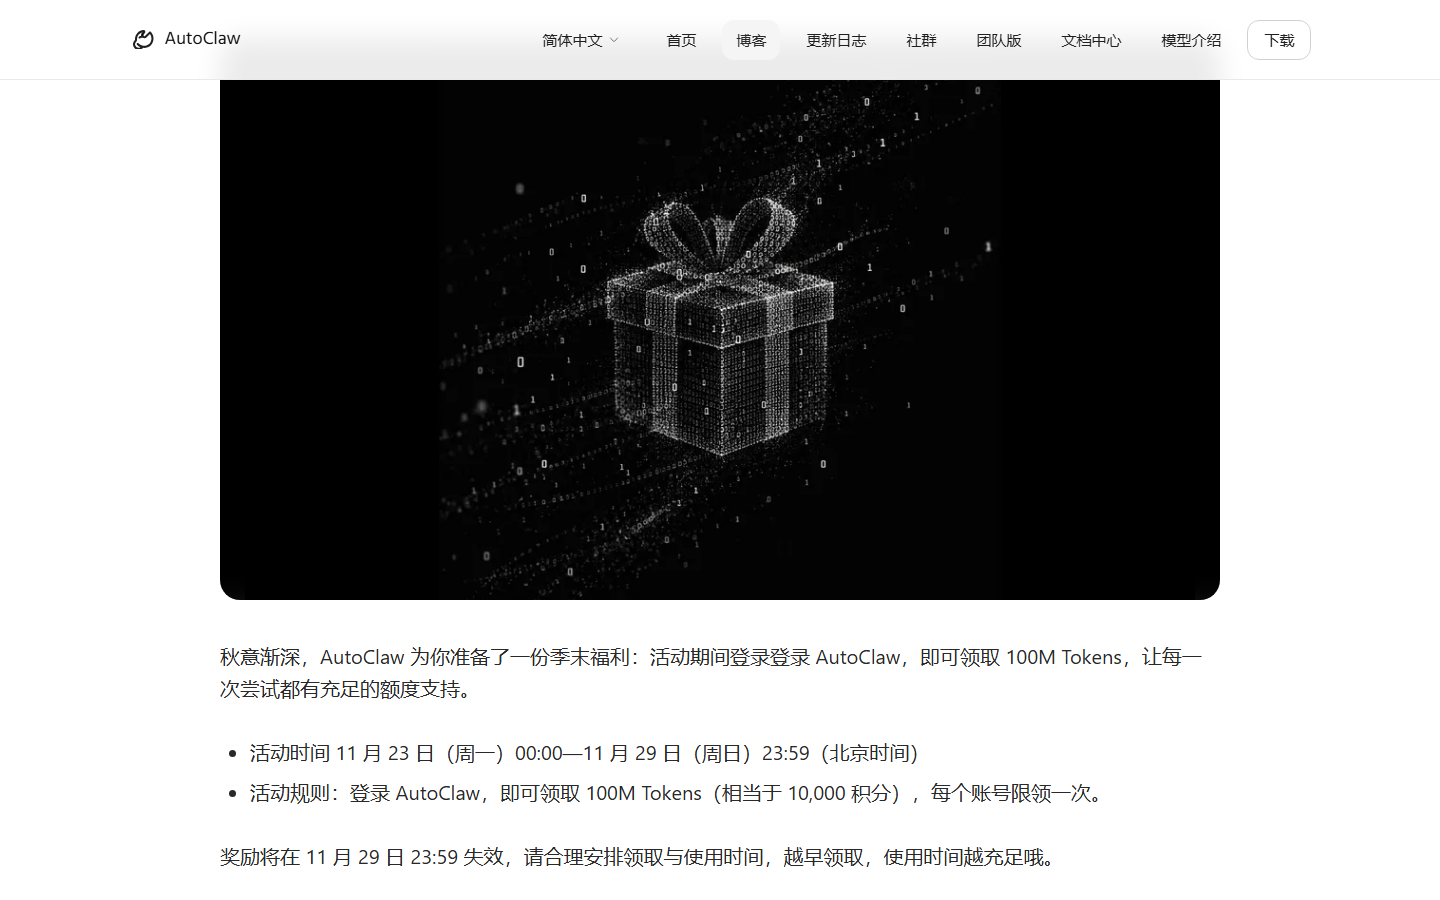 AutoClaw
简体中文
首页
博客
更新日志
社群
团队版
文档中心
模型介绍
下载
秋意渐深，AutoClaw 为你准备了一份季末福利：活动期间登录登录 AutoClaw，即可领取 100M Tokens，让每一
次尝试都有充足的额度支持。
活动时间 11 月 23 日（周一）00:00—11 月 29 日（周日）23:59（北京时间）
活动规则：登录 AutoClaw，即可领取 100M Tokens（相当于 10,000 积分），每个账号限领一次。
奖励将在 11 月 29 日 23:59 失效，请合理安排领取与使用时间，越早领取，使用时间越充足哦。